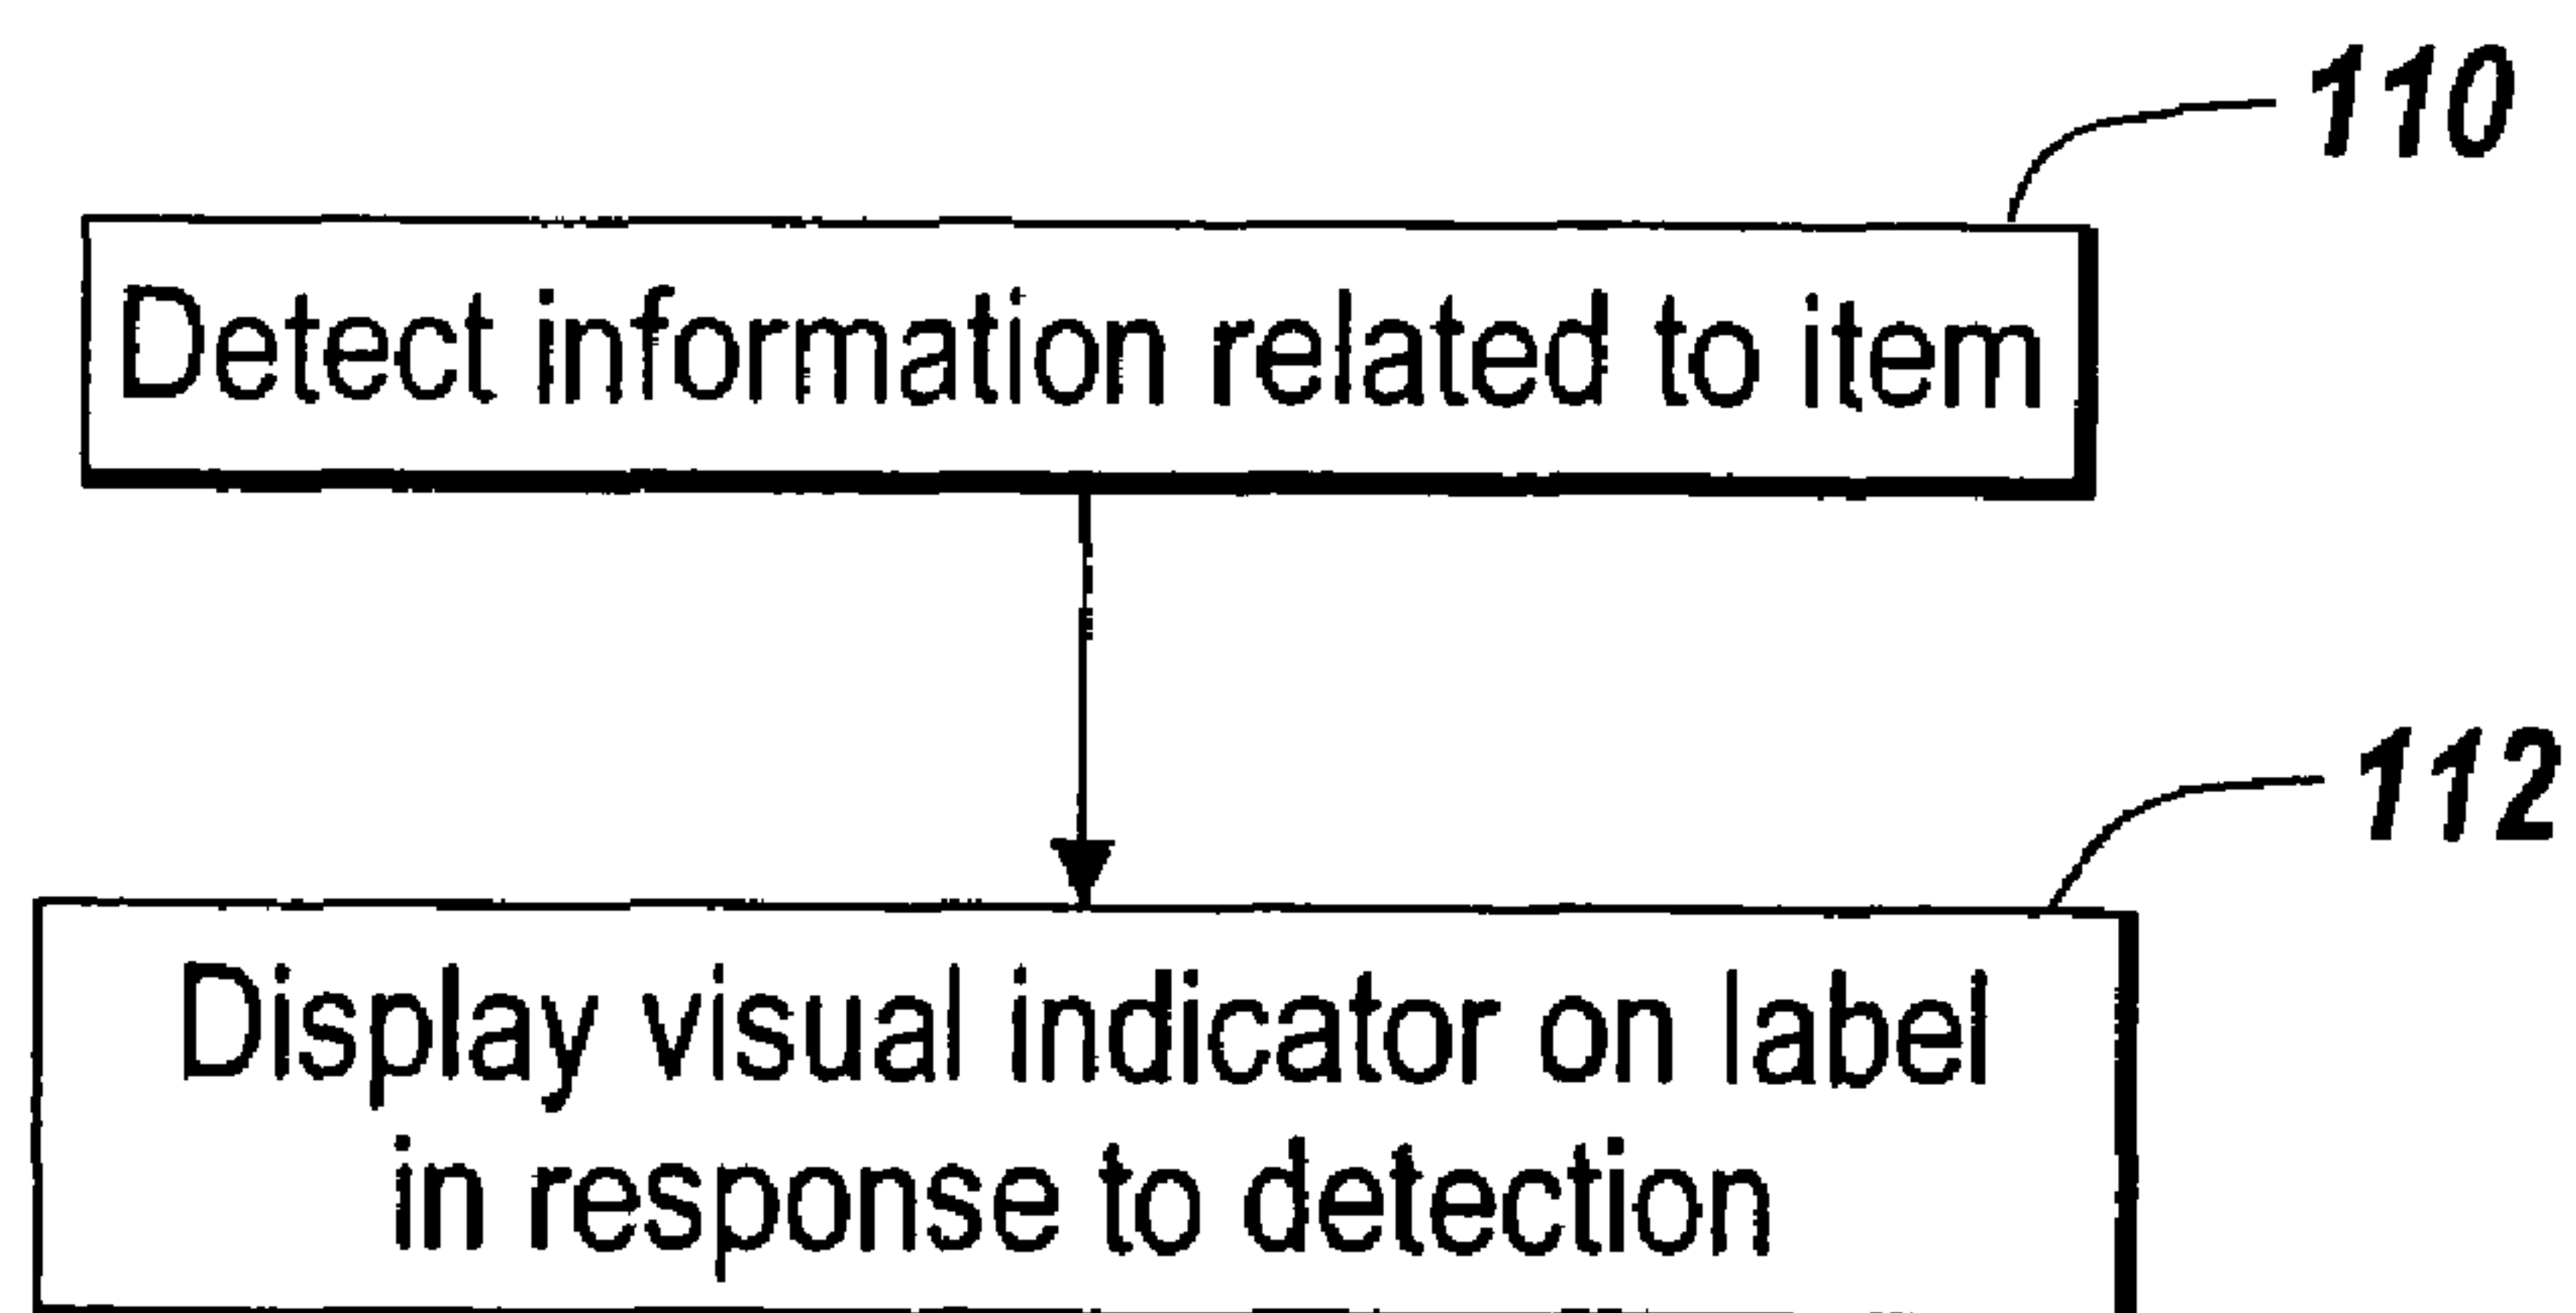 110
Detect information related to item
112
Display visual indicator on label
in response to detection